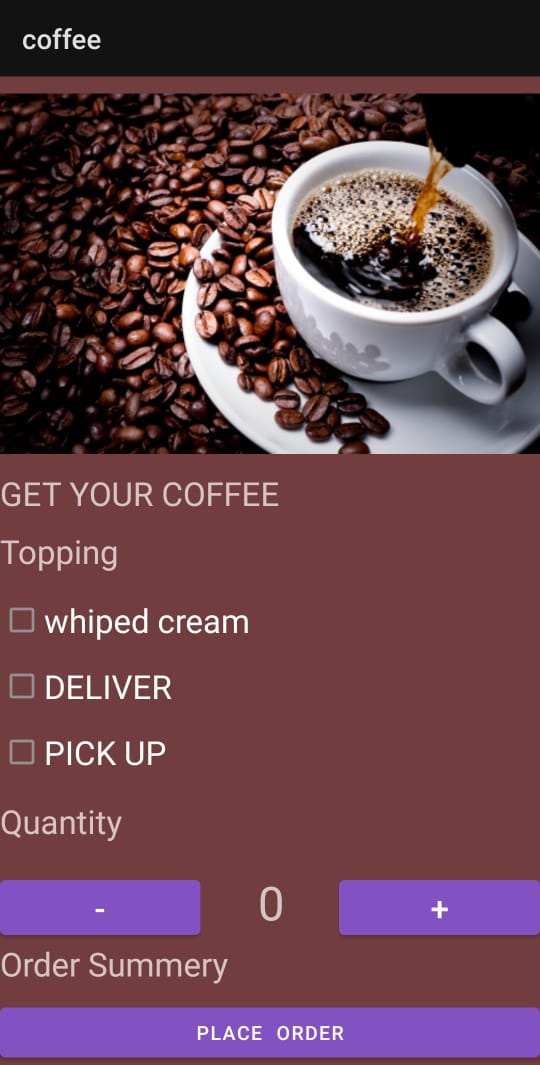 coffee
GET YOUR COFFEE
Topping
whiped cream
DELIVER
PICK UP
Quantity
- 0 +
Order Summery
PLACE ORDER